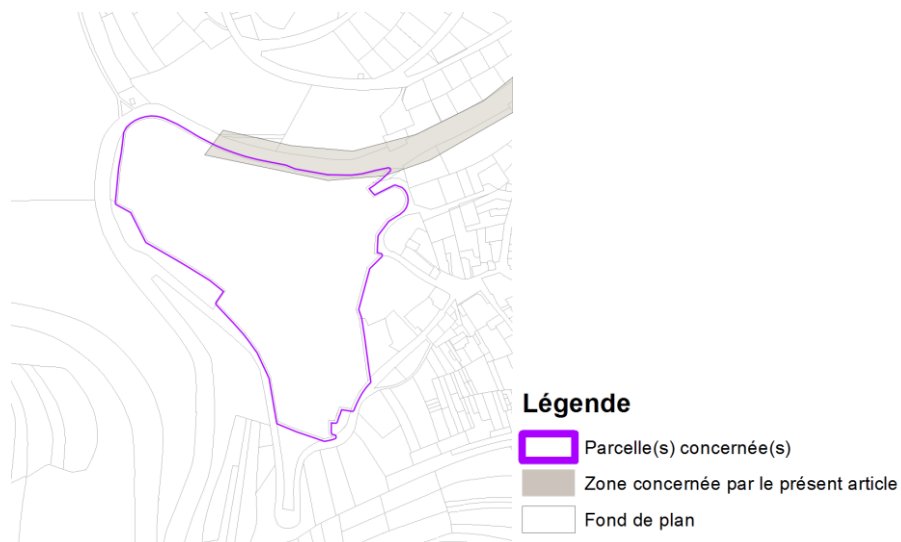 Légende
Parcelle(s) concernée(s)
Zone concernée par le présent article
Fond de plan